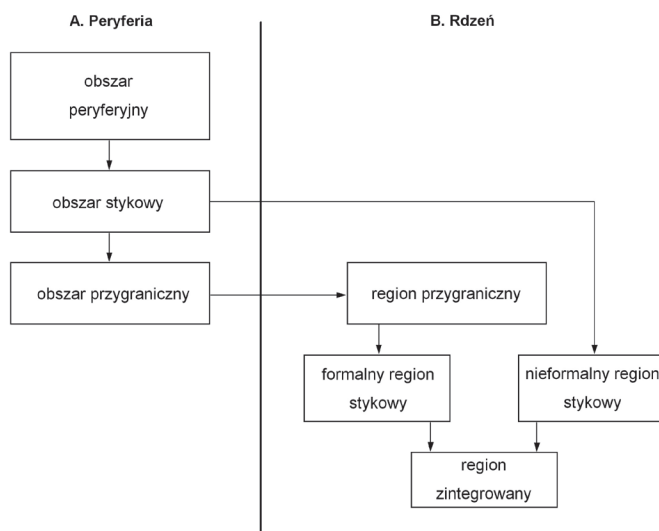 A. Peryferia
B. Rdzeń
obszar
peryferyjny
obszar stykowy
obszar przygraniczny
region przygraniczny
formalny region
stykowy
nieformalny region
stykowy
region
zintegrowany